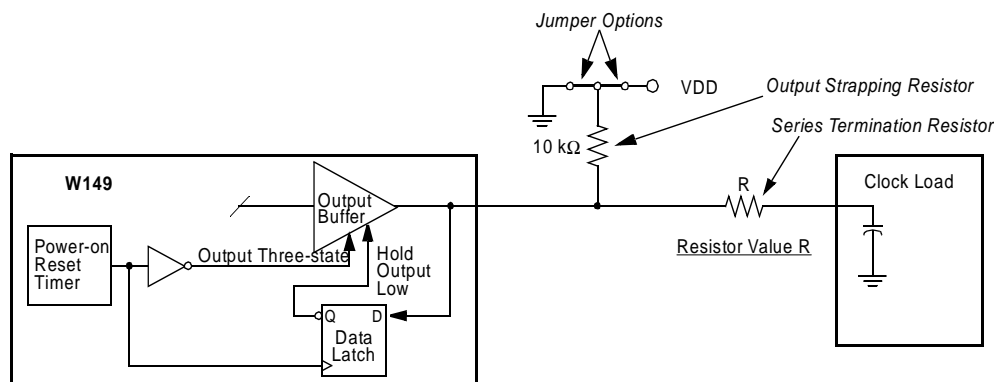 Jumper Options
VDD
Output Strapping Resistor
10 kΩ
Series Termination Resistor
W149
Output
Buffer
R
Clock Load
Power-on
Reset
Timer
Output Three-state
Hold
Output
Low
Resistor Value R
Q D
Data
Latch